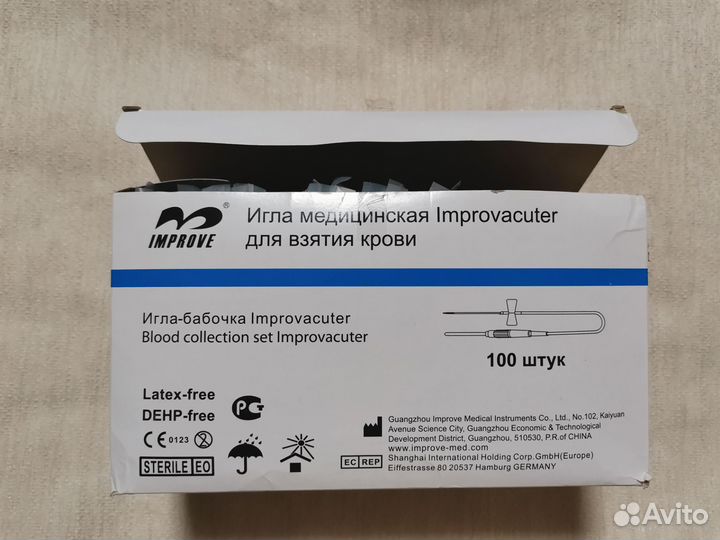 IMPROVE ®
Игла медицинская Improvacuter
для взятия крови
Игла-бабочка Improvacuter
Blood collection set Improvacuter
100 штук
Latex-free
DEHP-free
РСТ
CE 0123
STERILE EO
Guangzhou Improve Medical Instruments Co., Ltd., No.102, Kaiyuan
Avenue Science City, Guangzhou Economic & Technological
Development District, Guangzhou, 510530, P.R.of CHINA
www.improve-med.com
EC REP
Shanghai International Holding Corp.GmbH(Europe)
Eiffestrasse 80 20537 Hamburg GERMANY
Avito